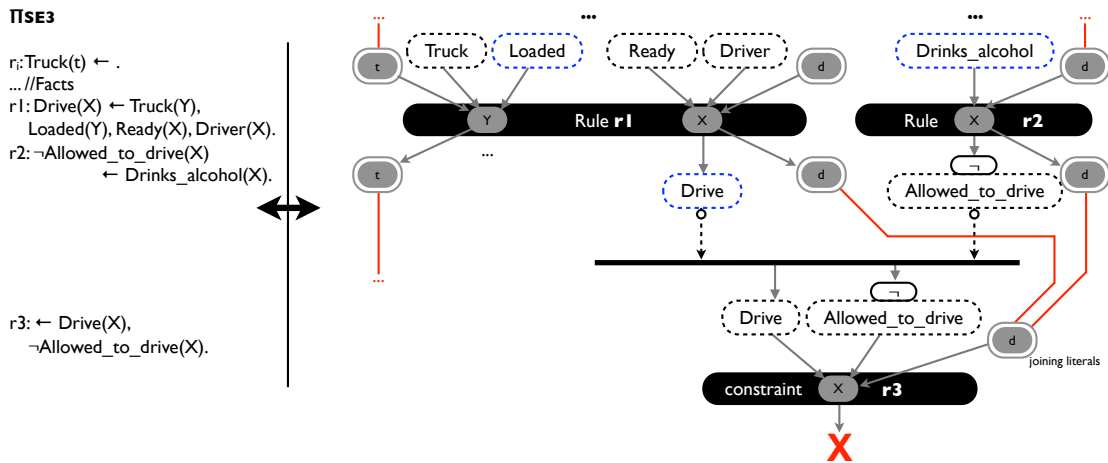 ΠSE3
rᵢ:Truck(t) ← .
... //Facts
r1: Drive(X) ← Truck(Y),
Loaded(Y), Ready(X), Driver(X).
r2: ¬Allowed_to_drive(X)
← Drinks_alcohol(X).
r3: ← Drive(X),
¬Allowed_to_drive(X).
... ... ... ...
Truck Loaded Ready Driver Drinks_alcohol
t d d
Y Rule r1 X Rule X r2
...
t d ¬ d
Drive Allowed_to_drive
...
¬
Drive Allowed_to_drive
d
joining literals
constraint X r3
X